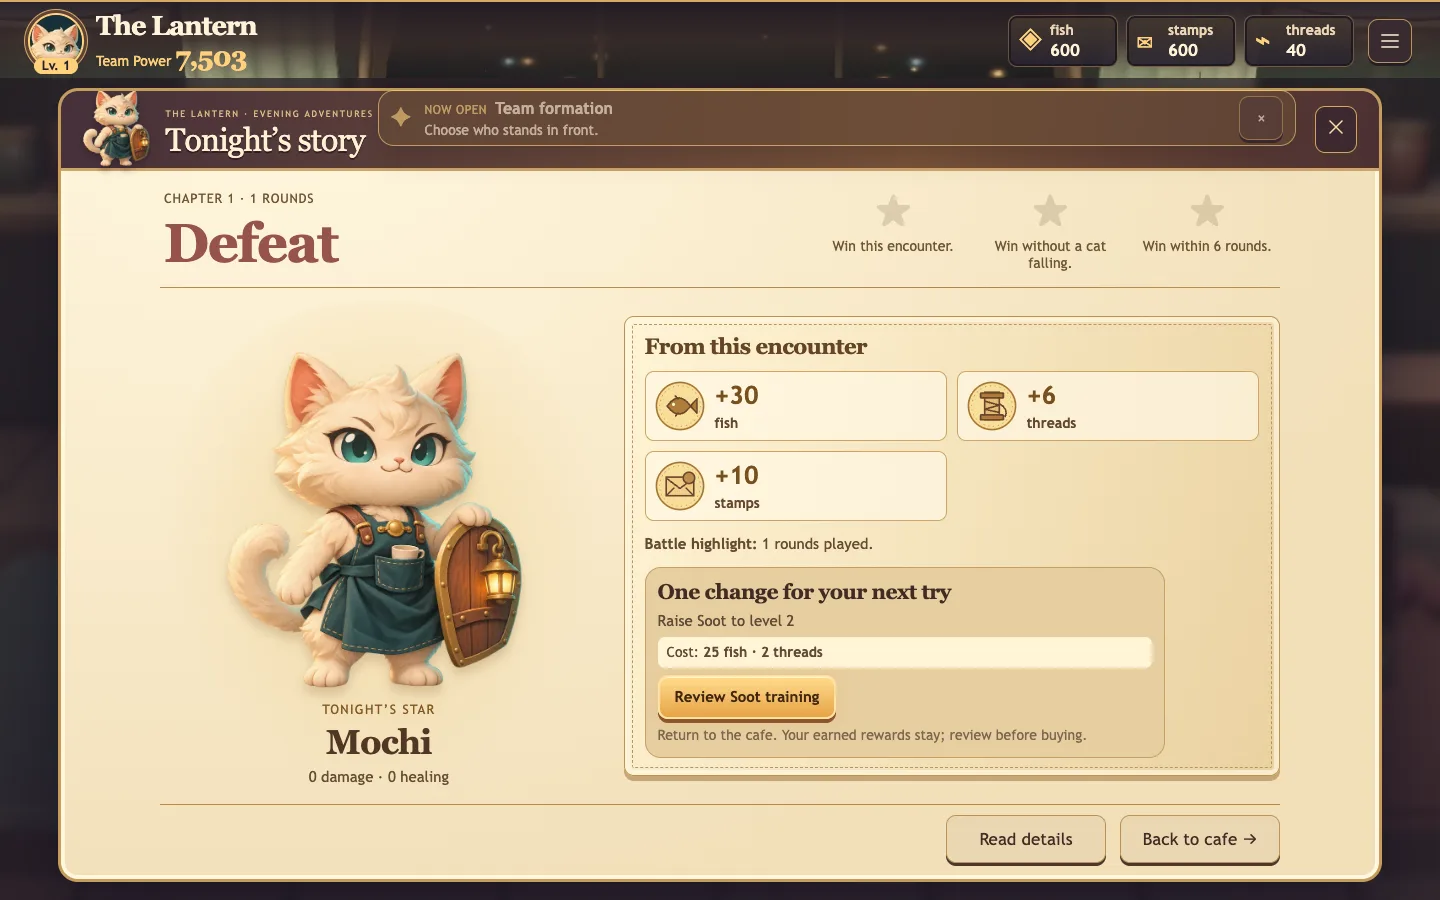 The Lantern
Team Power 7,503
Lv. 1
fish
600
stamps
600
threads
40
THE LANTERN · EVENING ADVENTURES
Tonight’s story
NOW OPEN Team formation
Choose who stands in front.
CHAPTER 1 · 1 ROUNDS
Defeat
Win this encounter.
Win without a cat
falling.
Win within 6 rounds.
TONIGHT’S STAR
Mochi
0 damage · 0 healing
From this encounter
+30
fish
+6
threads
+10
stamps
Battle highlight: 1 rounds played.
One change for your next try
Raise Soot to level 2
Cost: 25 fish · 2 threads
Review Soot training
Return to the cafe. Your earned rewards stay; review before buying.
Read details
Back to cafe →